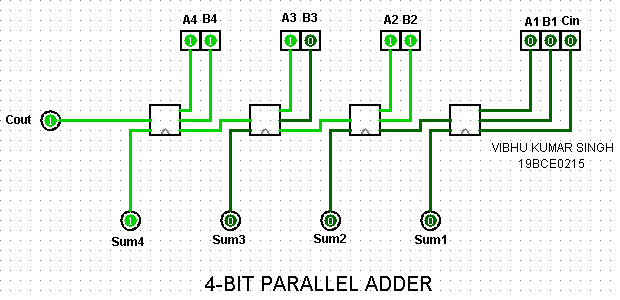 A4 B4 A3 B3 A2 B2 A1 B1 Cin
1 1 1 0 1 1 0 0 0
Cout 1
VIBHU KUMAR SINGH
19BCE0215
1 0 0 0
Sum4 Sum3 Sum2 Sum1
4-BIT PARALLEL ADDER